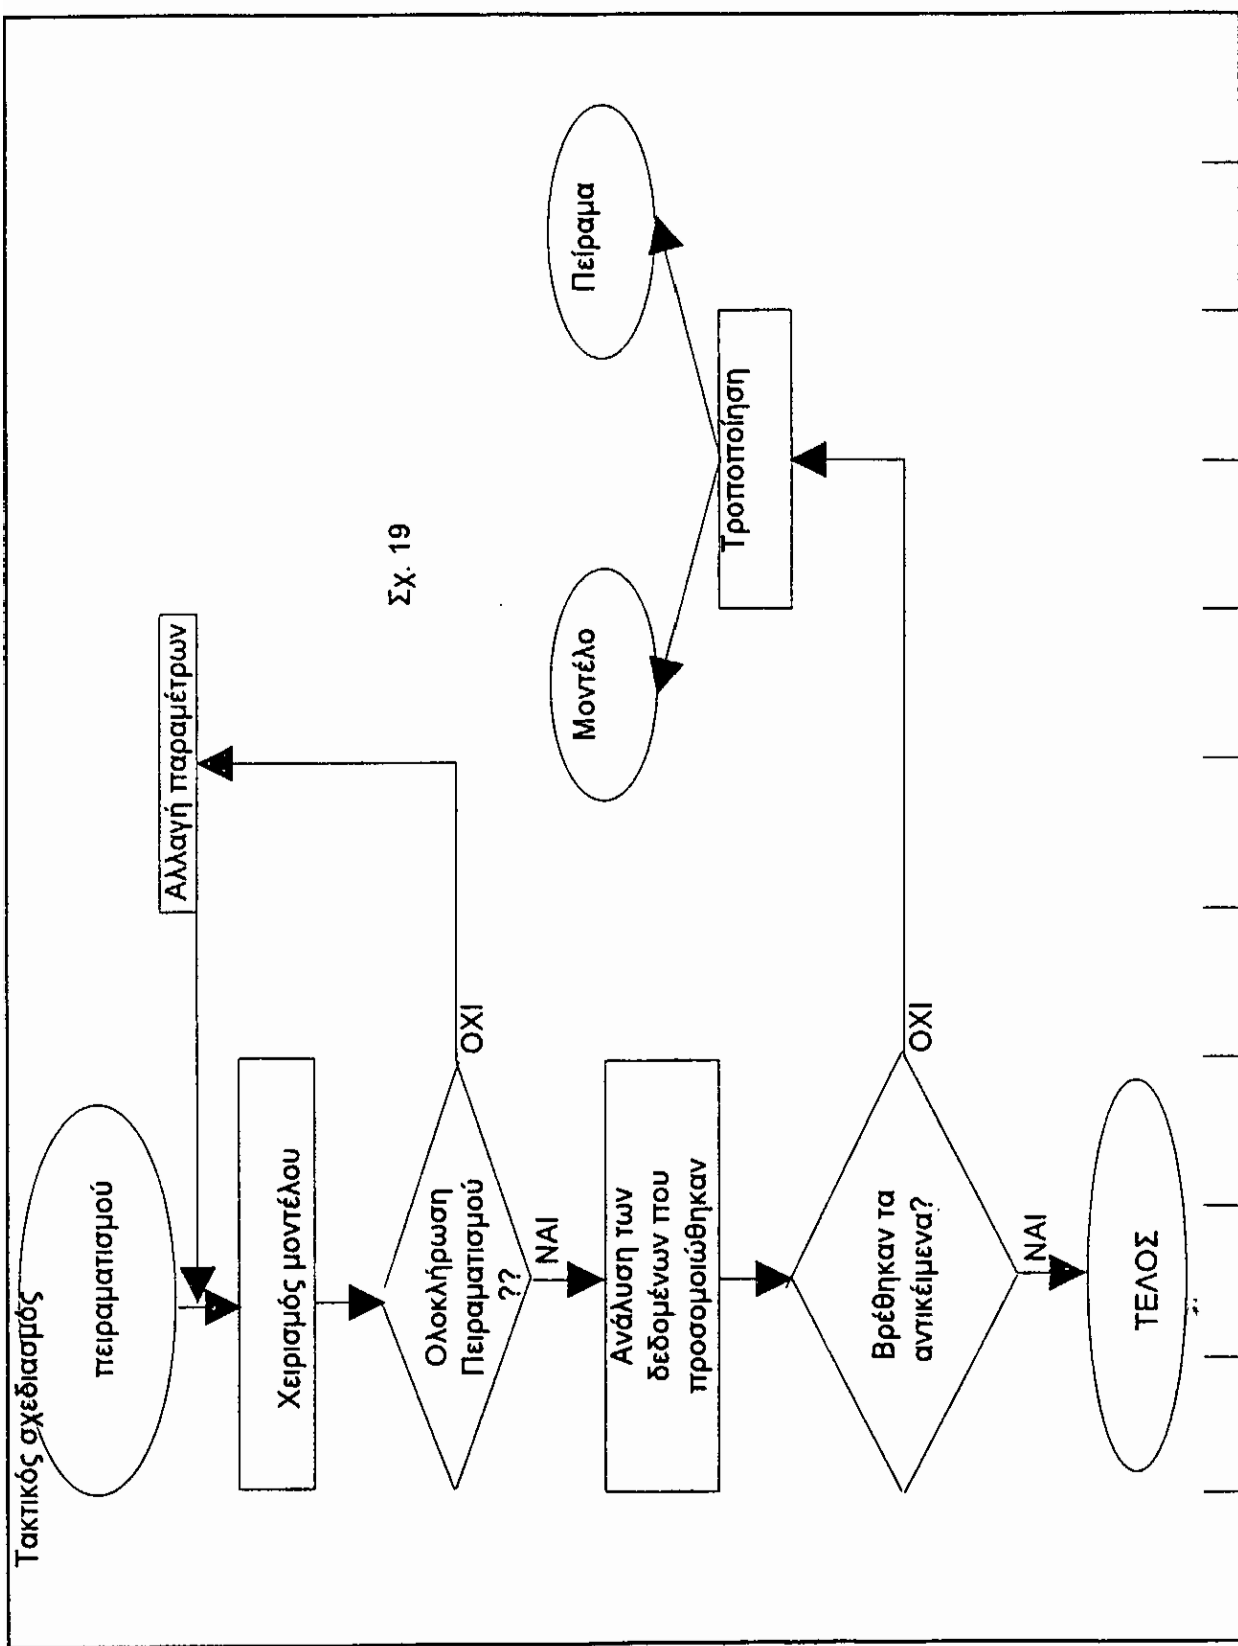 Τακτικός σχεδιασμός
πειραματισμού
Αλλαγή παραμέτρων
Χειρισμός μοντέλου
Ολοκλήρωση
Πειραματισμού
??
ΟΧΙ
Σχ. 19
ΝΑΙ
Ανάλυση των
δεδομένων που
προσομοιώθηκαν
Μοντέλο
Πείραμα
Τροποποίηση
Βρέθηκαν τα
αντικέιμενα?
ΟΧΙ
ΝΑΙ
ΤΕΛΟΣ